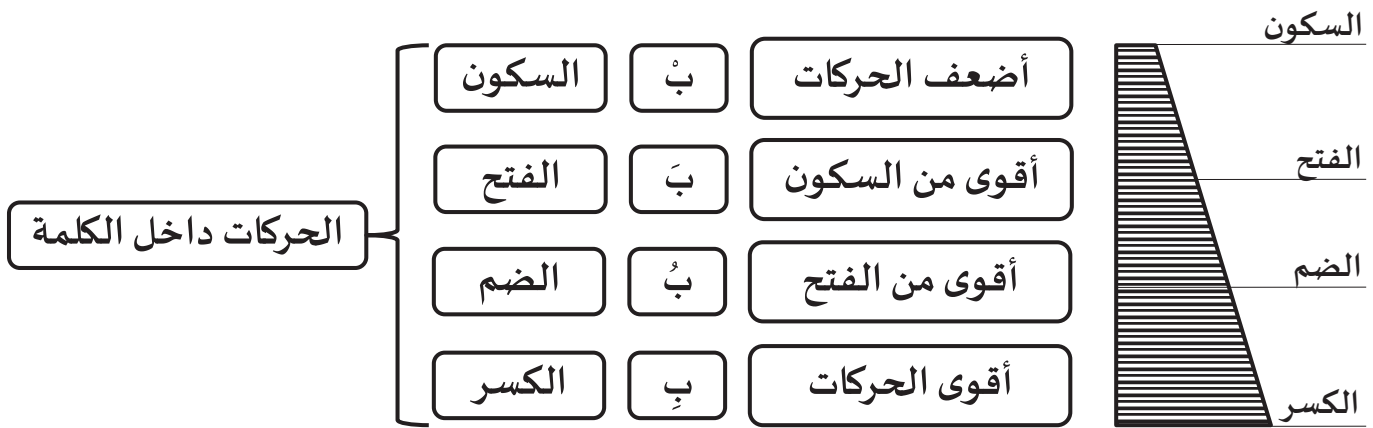 السكون
أضعف الحركات بْ السكون
الفتح
أقوى من السكون بَ الفتح
الحركات داخل الكلمة
الضم
أقوى من الفتح بُ الضم
الكسر
أقوى الحركات بِ الكسر